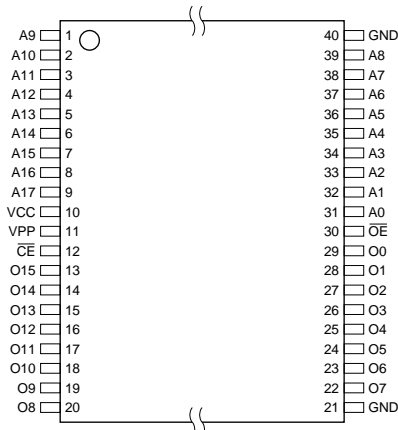 A9 1 40 GND
A10 2 39 A8
A11 3 38 A7
A12 4 37 A6
A13 5 36 A5
A14 6 35 A4
A15 7 34 A3
A16 8 33 A2
A17 9 32 A1
VCC 10 31 A0
VPP 11 30 O̅E̅
C̅E̅ 12 29 O0
O15 13 28 O1
O14 14 27 O2
O13 15 26 O3
O12 16 25 O4
O11 17 24 O5
O10 18 23 O6
O9 19 22 O7
O8 20 21 GND